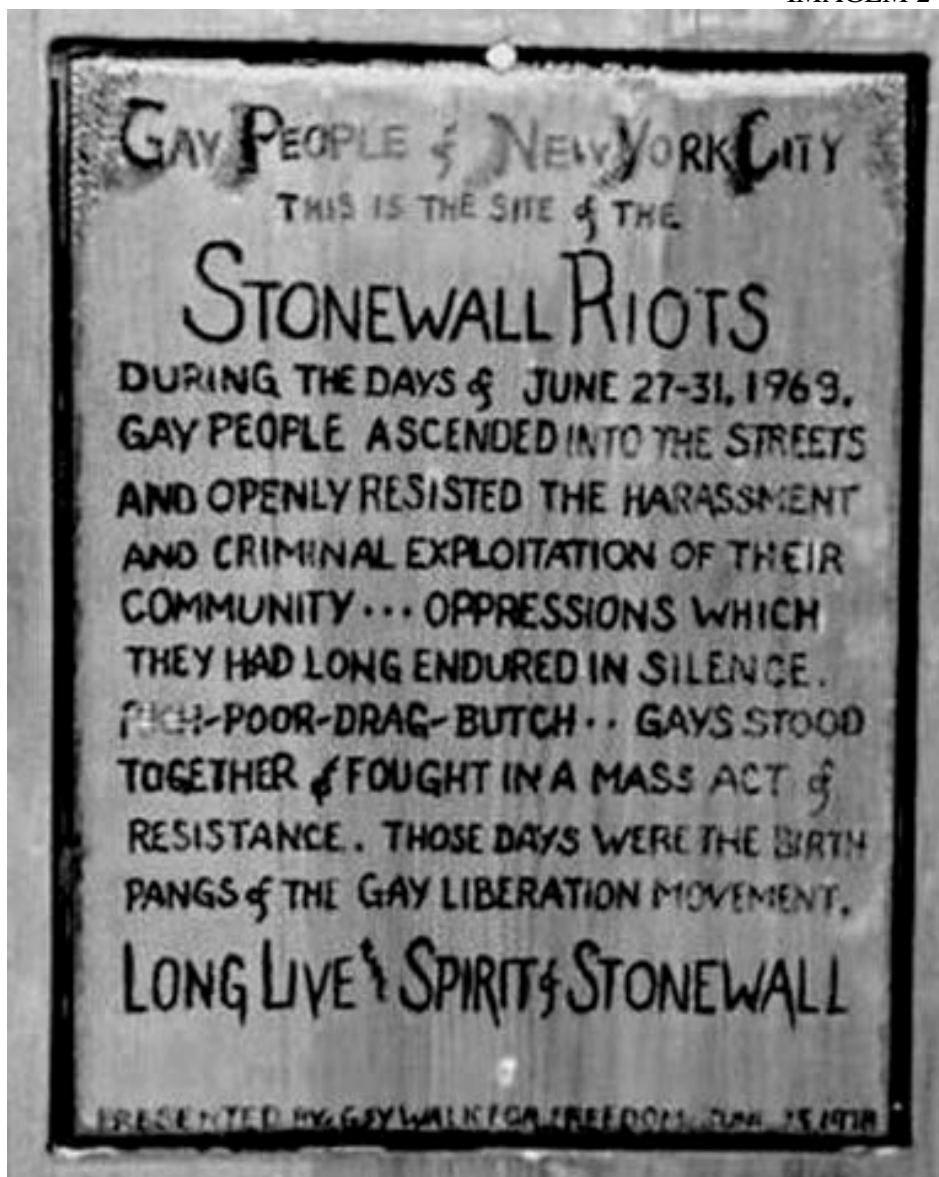 IMAGEM 2
GAY PEOPLE of NEW YORK CITY
THIS IS THE SITE of THE
STONEWALL RIOTS
DURING THE DAYS of JUNE 27-31, 1969,
GAY PEOPLE ASCENDED INTO THE STREETS
AND OPENLY RESISTED THE HARASSMENT
AND CRIMINAL EXPLOITATION OF THEIR
COMMUNITY... OPPRESSIONS WHICH
THEY HAD LONG ENDURED IN SILENCE.
RICH-POOR-DRAG-BUTCH.. GAYS STOOD
TOGETHER & FOUGHT IN A MASS ACT of
RESISTANCE. THOSE DAYS WERE THE BIRTH
PANGS of THE GAY LIBERATION MOVEMENT.
LONG LIVE SPIRIT of STONEWALL
PRESENTED BY: GAY WALK FOR FREEDOM, JUNE